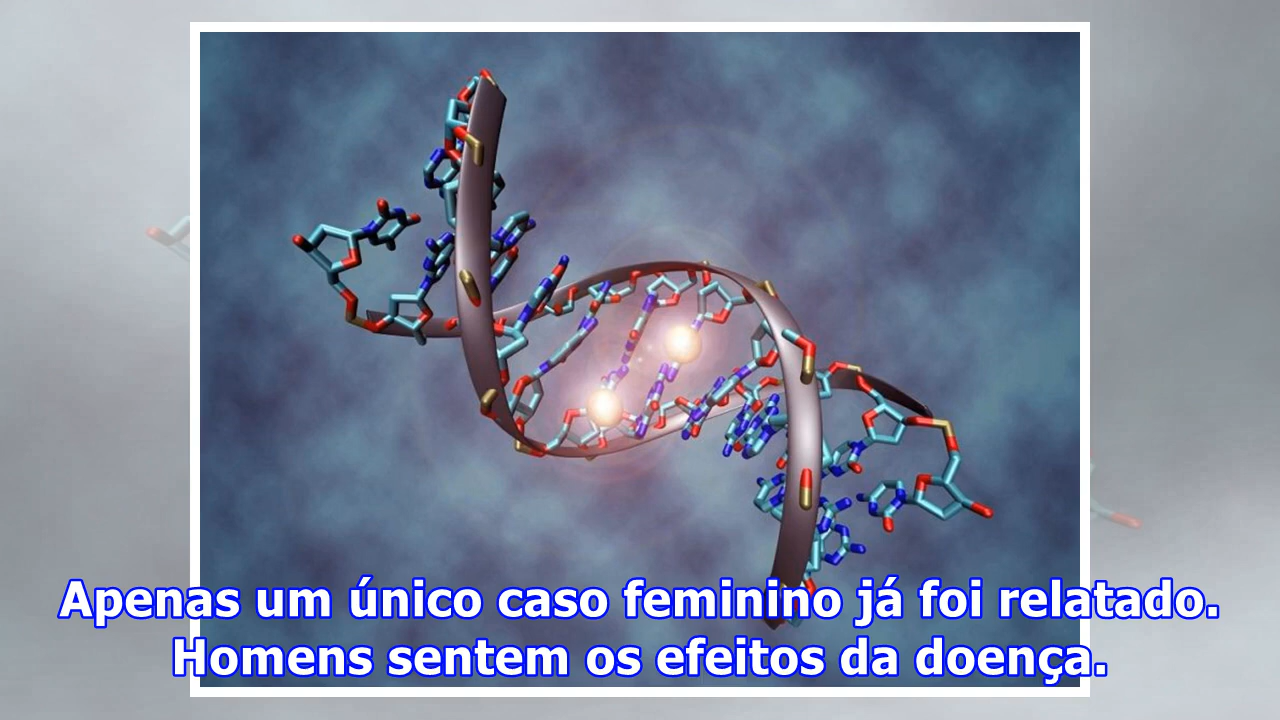 Apenas um único caso feminino já foi relatado.
Homens sentem os efeitos da doença.